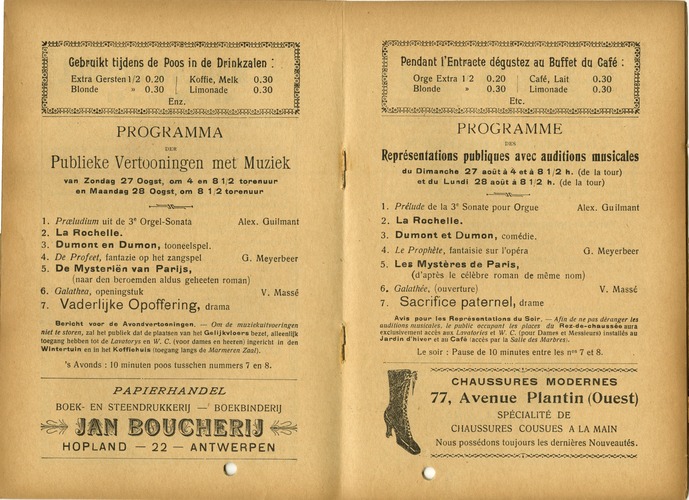 Gebruikt tijdens de Poos in de Drinkzalen :
Extra Gersten 1/2 0.20 Koffie, Melk 0.30
Blonde » 0.30 Limonade 0.30
Enz.
PROGRAMMA
DES
Publieke Vertooningen met Muziek
van Zondag 27 Oogst, om 4 en 8 1/2 torenuur
en Maandag 28 Oogst, om 8 1/2 torenuur
1. Præludium uit de 3e Orgel-Sonata Alex. Guilmant
2. La Rochelle.
3. Dumont en Dumon, tooneelspel.
4. De Profeet, fantazie op het zangspel G. Meyerbeer
5. De Mysteriën van Parijs,
(naar den beroemden aldus geheeten roman)
6. Galathea, openingstuk V. Massé
7. Vaderlijke Opoffering, drama
Bericht voor de Avondvertooningen. — Om de muziekuitvoeringen
niet te storen, zal het publiek dat de plaatsen van het Gelijkvloers bezet, alleenlijk
toegang hebben tot de Lavatorys en W. C. (voor dames en heeren) ingericht in den
Wintertuin en in het Koffiehuis (toegang langs de Marmeren Zaal).
's Avonds : 10 minuten poos tusschen nummers 7 en 8.
PAPIERHANDEL
BOEK- EN STEENDRUKKERIJ — BOEKBINDERIJ
JAN BOUCHERIJ
HOPLAND — 22 — ANTWERPEN
Pendant l'Entracte dégustez au Buffet du Café :
Orge Extra 1 2 0.20 Café, Lait 0.30
Blonde » 0.30 Limonade 0.30
Etc.
PROGRAMME
DES
Représentations publiques avec auditions musicales
du Dimanche 27 août à 4 et à 8 1/2 h. (de la tour)
et du Lundi 28 août à 8 1/2 h. (de la tour)
1. Prélude de la 3e Sonate pour Orgue Alex. Guilmant
2. La Rochelle.
3. Dumont et Dumon, comédie.
4. Le Prophète, fantaisie sur l'opéra G. Meyerbeer
5. Les Mystères de Paris,
(d'après le célèbre roman de même nom)
6. Galathée, (ouverture) V. Massé
7. Sacrifice paternel, drame
Avis pour les Représentations du Soir. — Afin de ne pas déranger les
auditions musicales, le public occupant les places du Rez-de-chaussée aura
exclusivement accès aux Lavatories et W. C. (pour Dames et Messieurs) installés au
Jardin d'hiver et au Café (accès par la Salle des Marbres).
Le soir : Pause de 10 minutes entre les nos 7 et 8.
CHAUSSURES MODERNES
77, Avenue Plantin (Ouest)
SPÉCIALITÉ DE
CHAUSSURES COUSUES A LA MAIN
Nous possédons toujours les dernières Nouveautés.